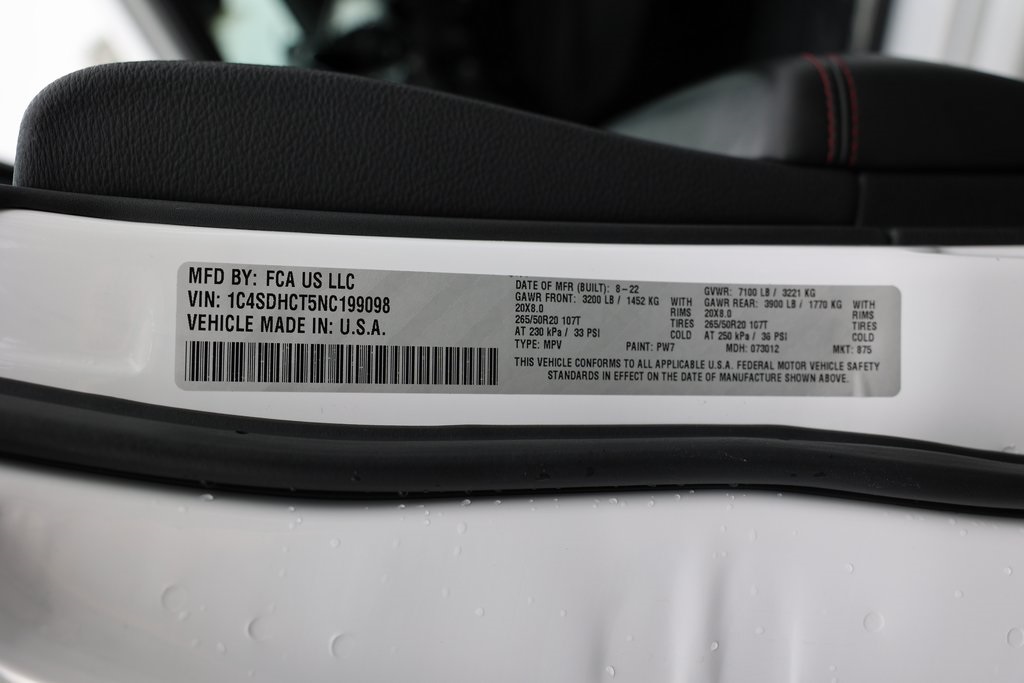 MFD BY: FCA US LLC
VIN: 1C4SDHCT5NC199098
VEHICLE MADE IN: U.S.A.
DATE OF MFR (BUILT): 8-22
GAWR FRONT: 3200 LB / 1452 KG WITH
20X8.0 RIMS
265/50R20 107T TIRES
AT 230 kPa / 33 PSI COLD
TYPE: MPV PAINT: PW7
GVWR: 7100 LB / 3221 KG
GAWR REAR: 3900 LB / 1770 KG WITH
20X8.0 RIMS
265/50R20 107T TIRES
AT 250 kPa / 36 PSI COLD
MDH: 073012 MKT: 875
THIS VEHICLE CONFORMS TO ALL APPLICABLE U.S.A. FEDERAL MOTOR VEHICLE SAFETY
STANDARDS IN EFFECT ON THE DATE OF MANUFACTURE SHOWN ABOVE.